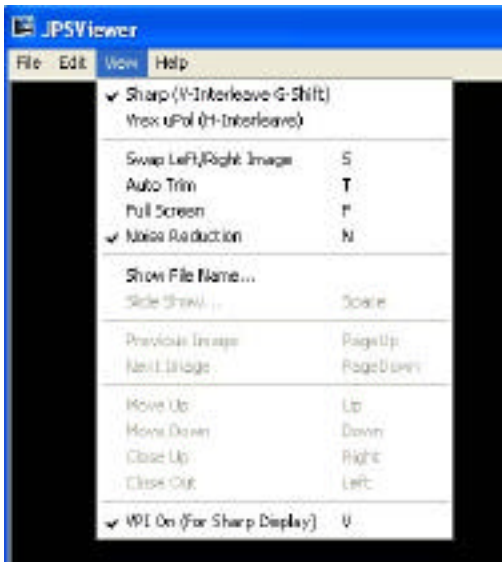 JPSViewer
File Edit View Help
Sharp (V-Interleave G-Shift)
Vrex uPol (H-Interleave)
Swap Left/Right Image S
Auto Trim T
Full Screen F
Noise Reduction N
Show File Name...
Slide Show... Space
Previous Image PageUp
Next Image PageDown
Move Up Up
Move Down Down
Close Up Right
Close Out Left
VPI On (For Sharp Display) V